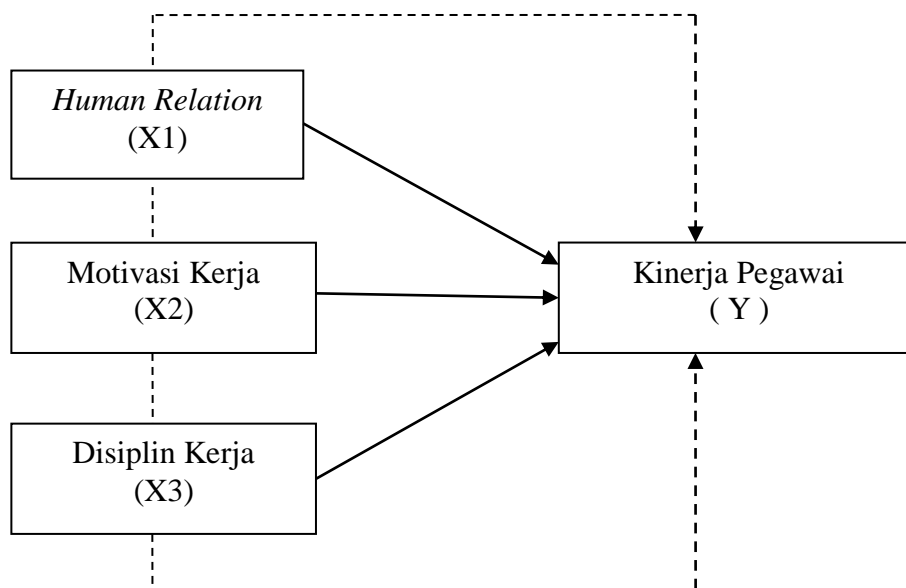 Human Relation
(X1)
Motivasi Kerja
(X2)
Kinerja Pegawai
( Y )
Disiplin Kerja
(X3)